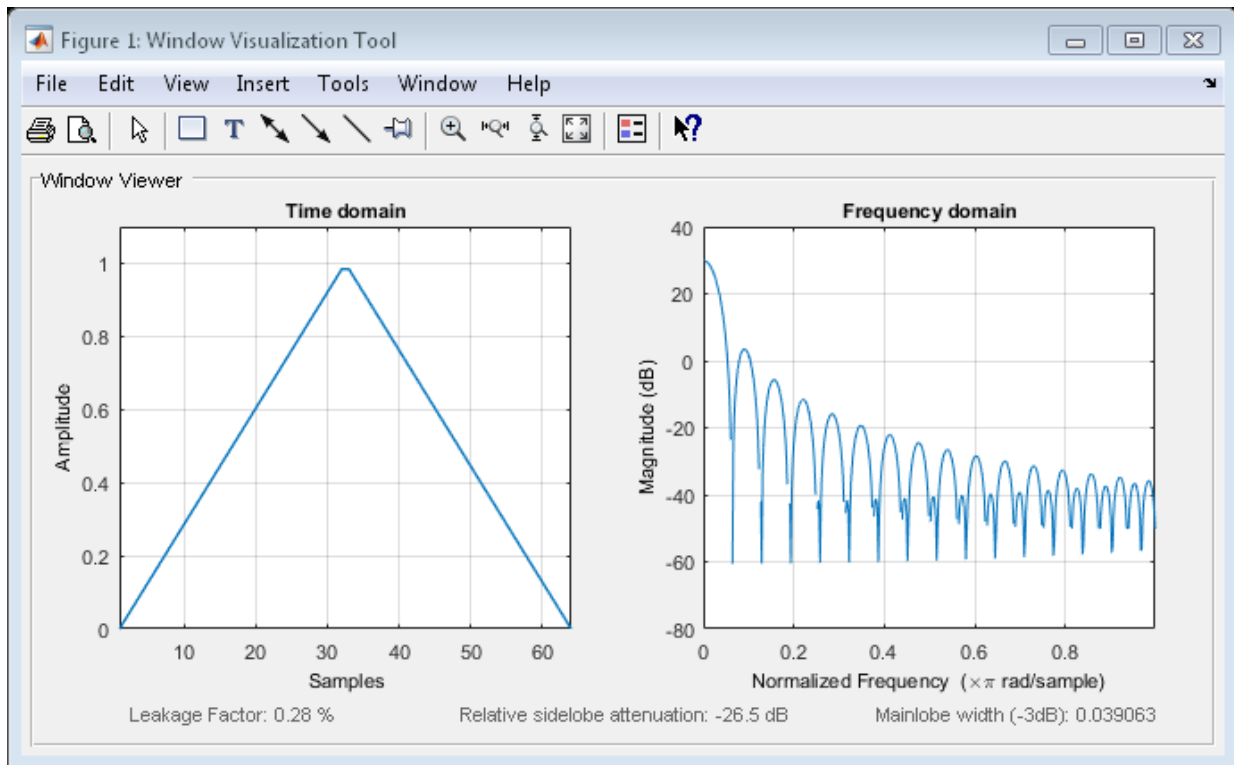 Figure 1: Window Visualization Tool
File Edit View Insert Tools Window Help
T
?
Window Viewer
Time domain
1
0.8
0.6
0.4
0.2
0
Amplitude
10 20 30 40 50 60
Samples
Frequency domain
40
20
0
-20
-40
-60
-80
Magnitude (dB)
0 0.2 0.4 0.6 0.8
Normalized Frequency (×π rad/sample)
Leakage Factor: 0.28 %
Relative sidelobe attenuation: -26.5 dB
Mainlobe width (-3dB): 0.039063